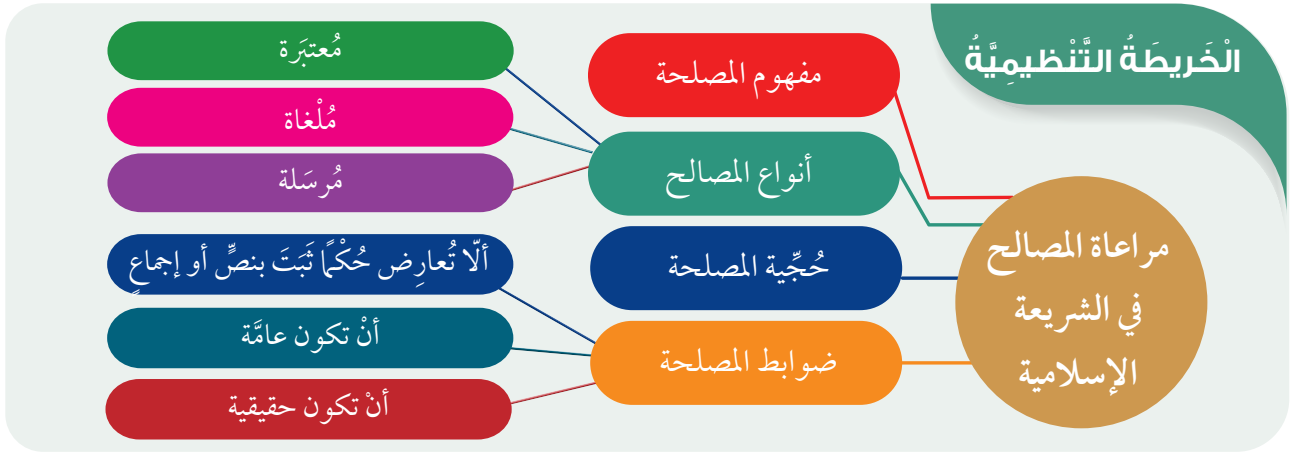 الْخَريطَةُ التَّنْظيمِيَّةُ
مراعاة المصالح
في الشريعة
الإسلامية
مفهوم المصلحة
أنواع المصالح
مُعتبَرة
مُلْغاة
مُرسَلة
حُجِّية المصلحة
ضوابط المصلحة
ألّا تُعارِض حُكْمًا ثَبَتَ بنصٍّ أو إجماعٍ
أنْ تكون عامَّة
أنْ تكون حقيقية